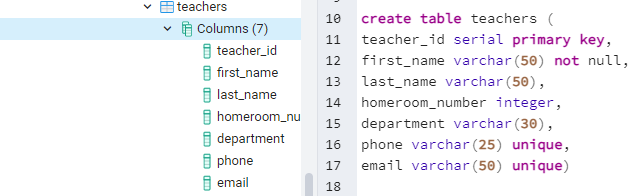 teachers
Columns (7)
teacher_id
first_name
last_name
homeroom_nu
department
phone
email
10 create table teachers (
11 teacher_id serial primary key,
12 first_name varchar(50) not null,
13 last_name varchar(50),
14 homeroom_number integer,
15 department varchar(30),
16 phone varchar(25) unique,
17 email varchar(50) unique)
18